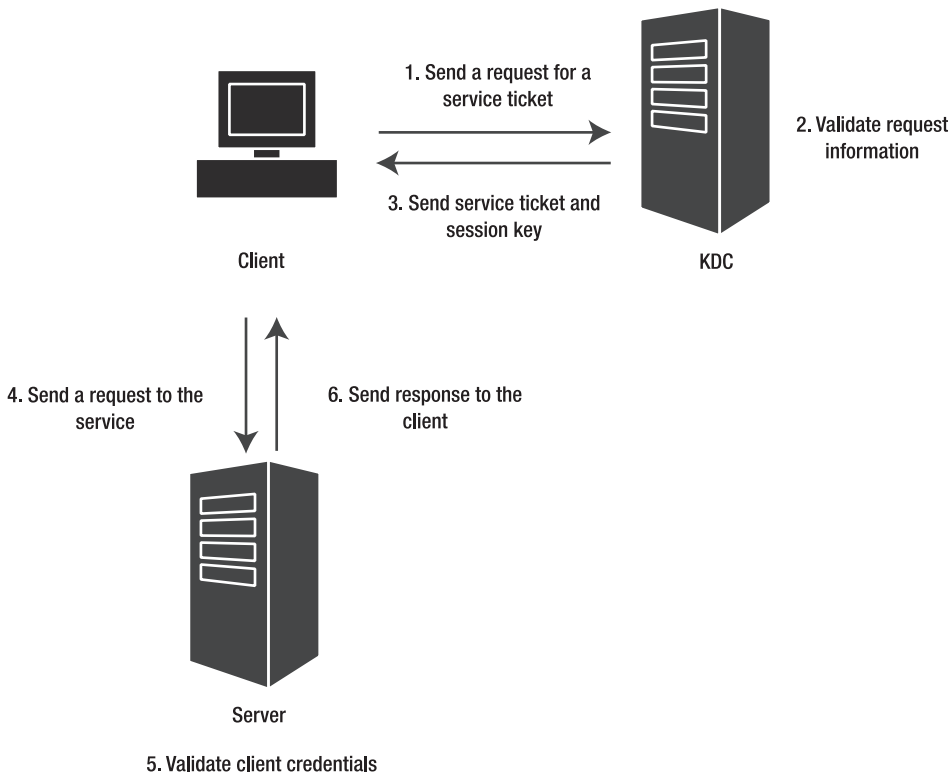 1. Send a request for a
service ticket
2. Validate request
information
3. Send service ticket and
session key
Client
KDC
4. Send a request to the
service
6. Send response to the
client
Server
5. Validate client credentials